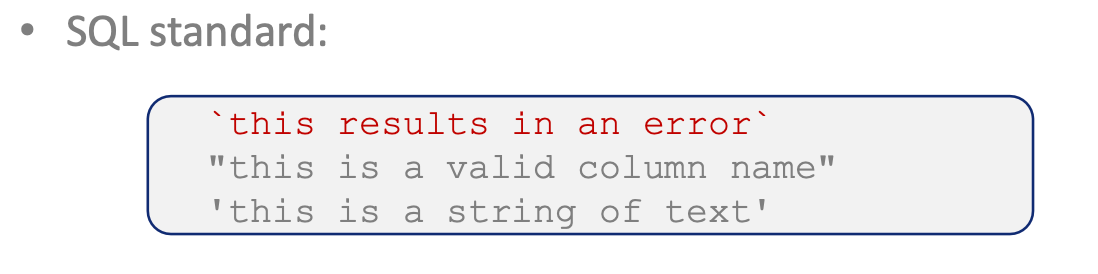 • SQL standard:
`this results in an error`
"this is a valid column name"
'this is a string of text'